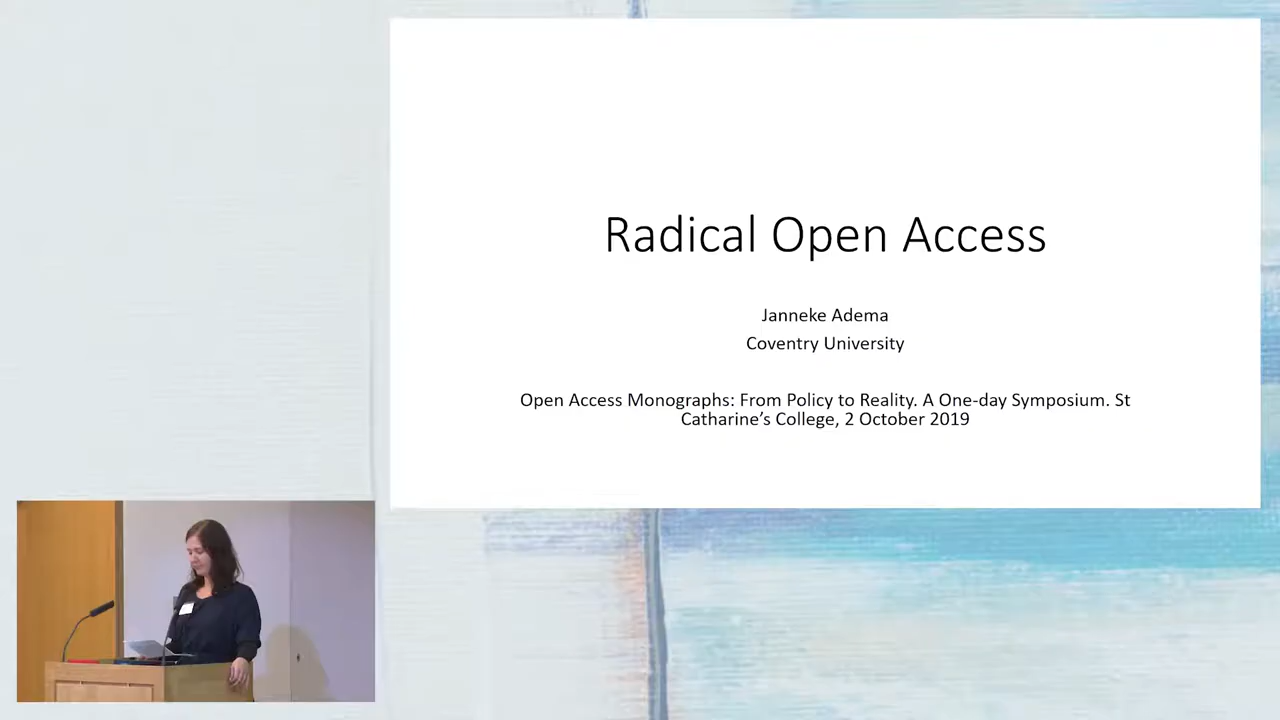 Radical Open Access
Janneke Adema
Coventry University
Open Access Monographs: From Policy to Reality. A One-day Symposium. St
Catharine’s College, 2 October 2019